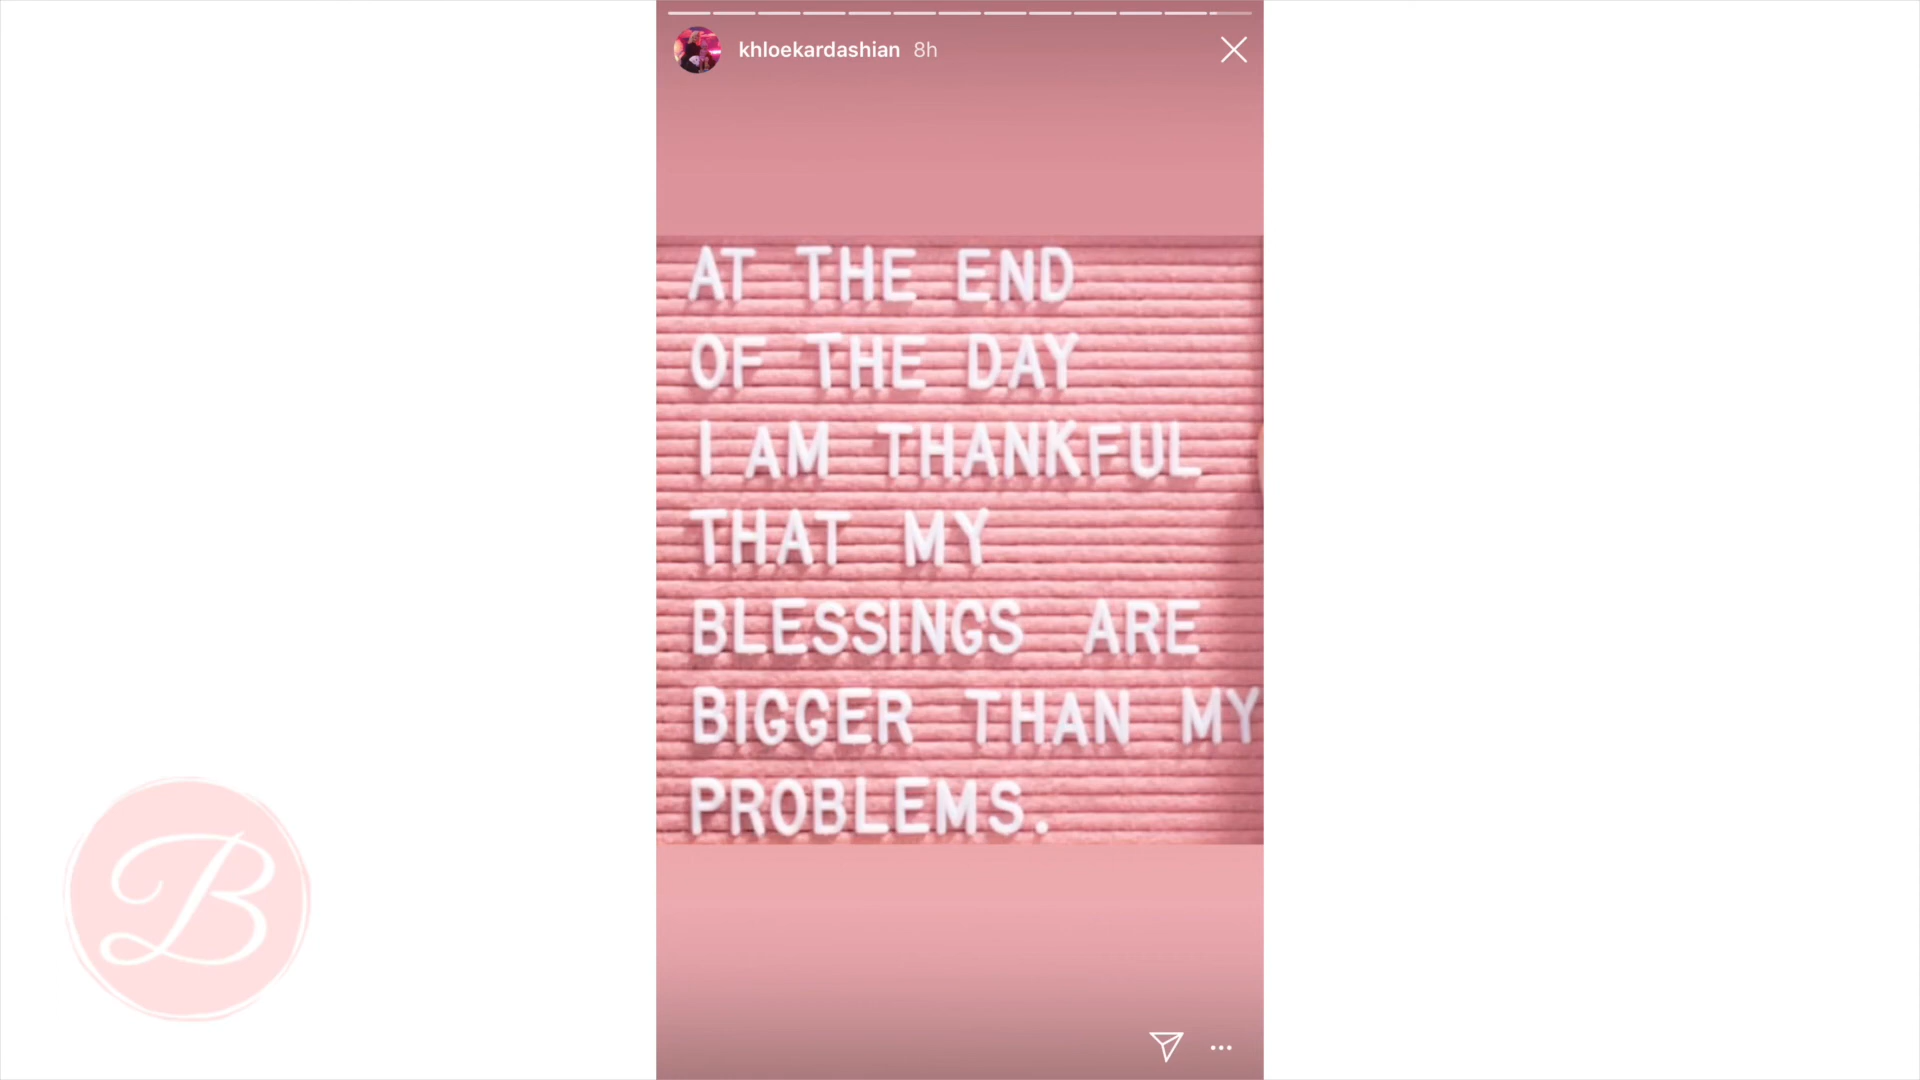 khloekardashian 8h
AT THE END
OF THE DAY
I AM THANKFUL
THAT MY
BLESSINGS ARE
BIGGER THAN MY
PROBLEMS.
B